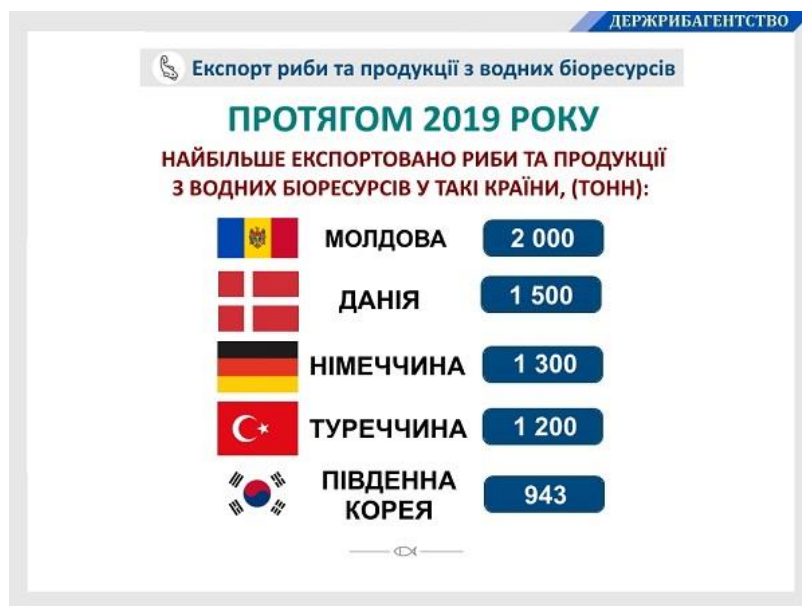 ДЕРЖРИБАГЕНТСТВО
Експорт риби та продукції з водних біоресурсів
ПРОТЯГОМ 2019 РОКУ
НАЙБІЛЬШЕ ЕКСПОРТОВАНО РИБИ ТА ПРОДУКЦІЇ
З ВОДНИХ БІОРЕСУРСІВ У ТАКІ КРАЇНИ, (ТОНН):
МОЛДОВА 2 000
ДАНІЯ 1 500
НІМЕЧЧИНА 1 300
ТУРЕЧЧИНА 1 200
ПІВДЕННА
КОРЕЯ 943